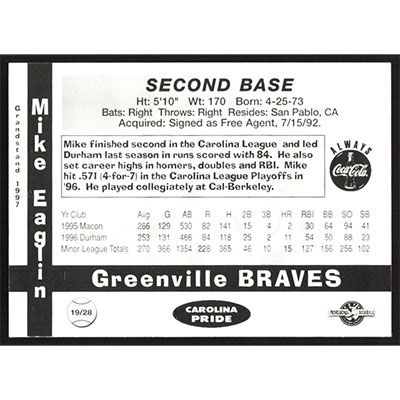 Grandstand 1997
Mike Eaglin
SECOND BASE
Ht: 5'10" Wt: 170 Born: 4-25-73
Bats: Right Throws: Right Resides: San Pablo, CA
Acquired: Signed as Free Agent, 7/15/92.
Mike finished second in the Carolina League and led
Durham last season in runs scored with 84. He also
set career highs in homers, doubles and RBI. Mike
hit .571 (4-for-7) in the Carolina League Playoffs in
'96. He played collegiately at Cal-Berkeley.
ALWAYS
Coca-Cola
Yr Club Avg G AB R H 2B 3B HR RBI BB SO SB
1995 Macon .266 129 530 82 141 15 2 30 64 94 41
1996 Durham .253 131 466 84 118 25 2 11 54 50 88 23
Minor League Totals .270 366 1354 228 365 46 10 15 127 156 256 102
Greenville BRAVES
19/28
CAROLINA
PRIDE